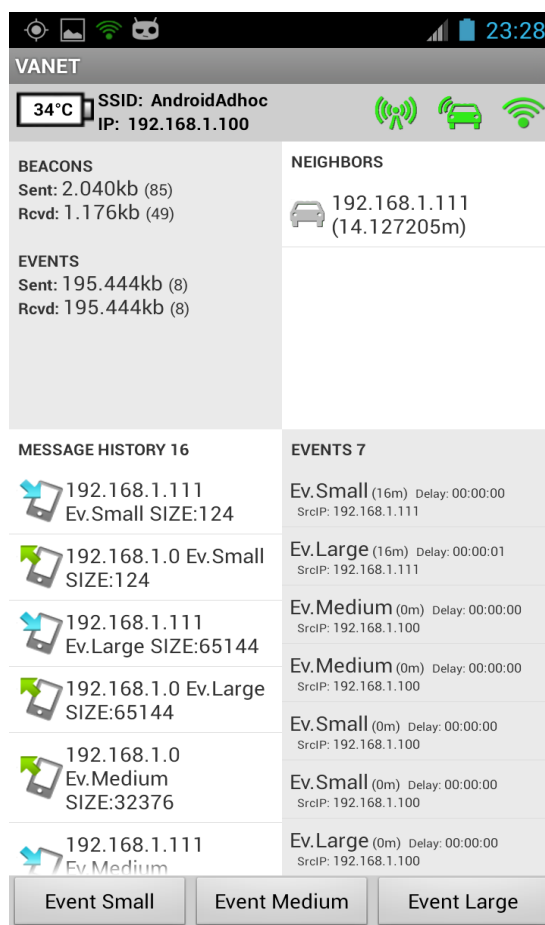 23:28
VANET
34°C
SSID: AndroidAdhoc
IP: 192.168.1.100
BEACONS
Sent: 2.040kb (85)
Rcvd: 1.176kb (49)
EVENTS
Sent: 195.444kb (8)
Rcvd: 195.444kb (8)
NEIGHBORS
192.168.1.111
(14.127205m)
MESSAGE HISTORY 16
192.168.1.111
Ev.Small SIZE:124
192.168.1.0 Ev.Small
SIZE:124
192.168.1.111
Ev.Large SIZE:65144
192.168.1.0 Ev.Large
SIZE:65144
192.168.1.0
Ev.Medium
SIZE:32376
192.168.1.111
Ev.Medium
EVENTS 7
Ev.Small (16m) Delay: 00:00:00
SrcIP: 192.168.1.111
Ev.Large (16m) Delay: 00:00:01
SrcIP: 192.168.1.111
Ev.Medium (0m) Delay: 00:00:00
SrcIP: 192.168.1.100
Ev.Medium (0m) Delay: 00:00:00
SrcIP: 192.168.1.100
Ev.Small (0m) Delay: 00:00:00
SrcIP: 192.168.1.100
Ev.Small (0m) Delay: 00:00:00
SrcIP: 192.168.1.100
Ev.Large (0m) Delay: 00:00:00
SrcIP: 192.168.1.100
Event Small
Event Medium
Event Large